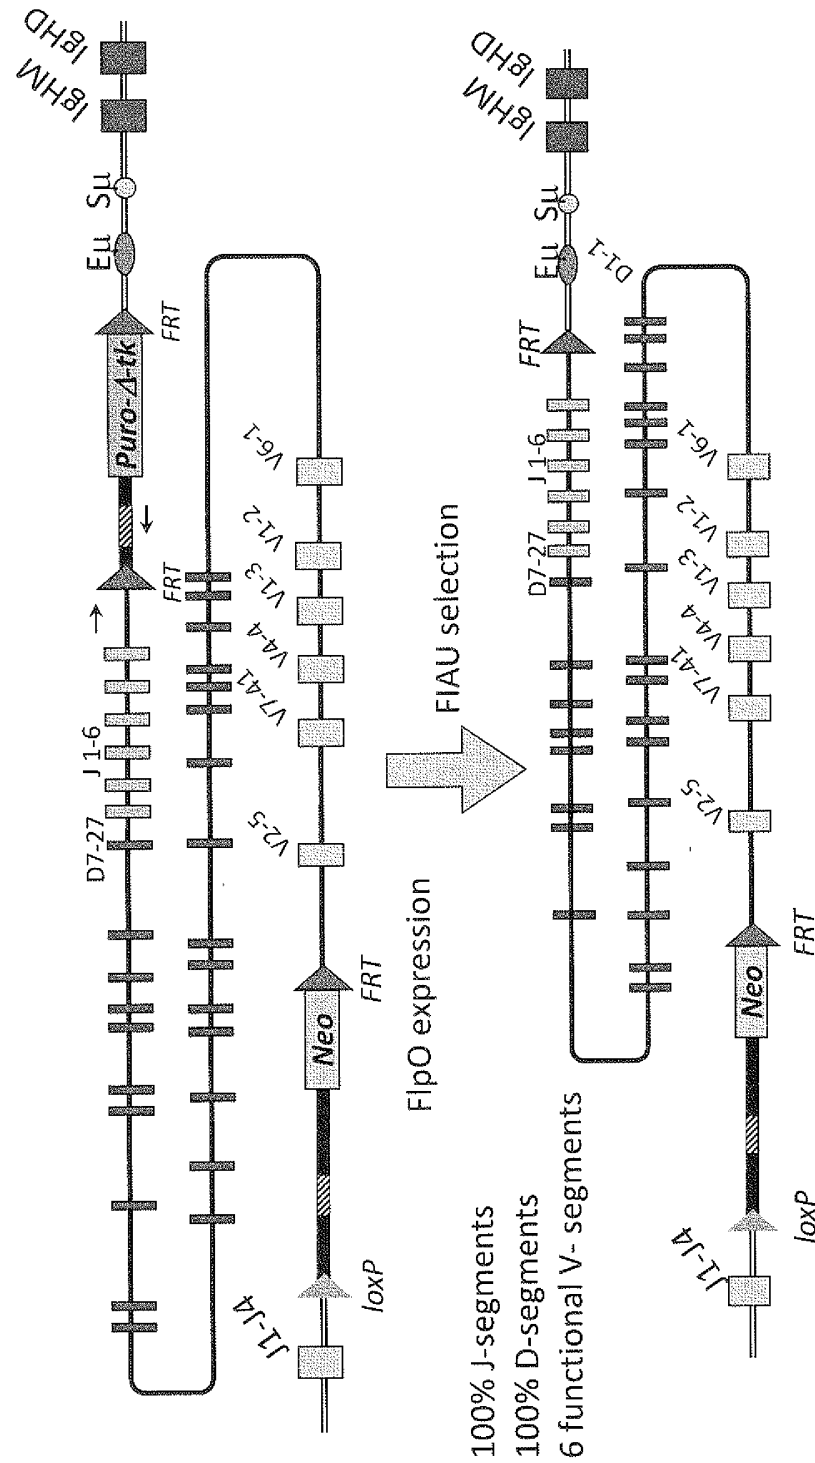 IgHD
IgHM
Sμ
Eμ
Puro-Δ-tk
FRT
FRT
J 1-6
D7-27
V6-1
V1-2
V1-3
V4-4
V7-41
V2-5
FRT
Neo
loxP
J1-J4
FlpO expression
FIAU selection
IgHD
IgHM
Sμ
Eμ
D1-1
FRT
J 1-6
D7-27
V6-1
V1-2
V1-3
V4-4
V7-41
V2-5
FRT
Neo
loxP
J1-J4
100% J-segments
100% D-segments
6 functional V- segments